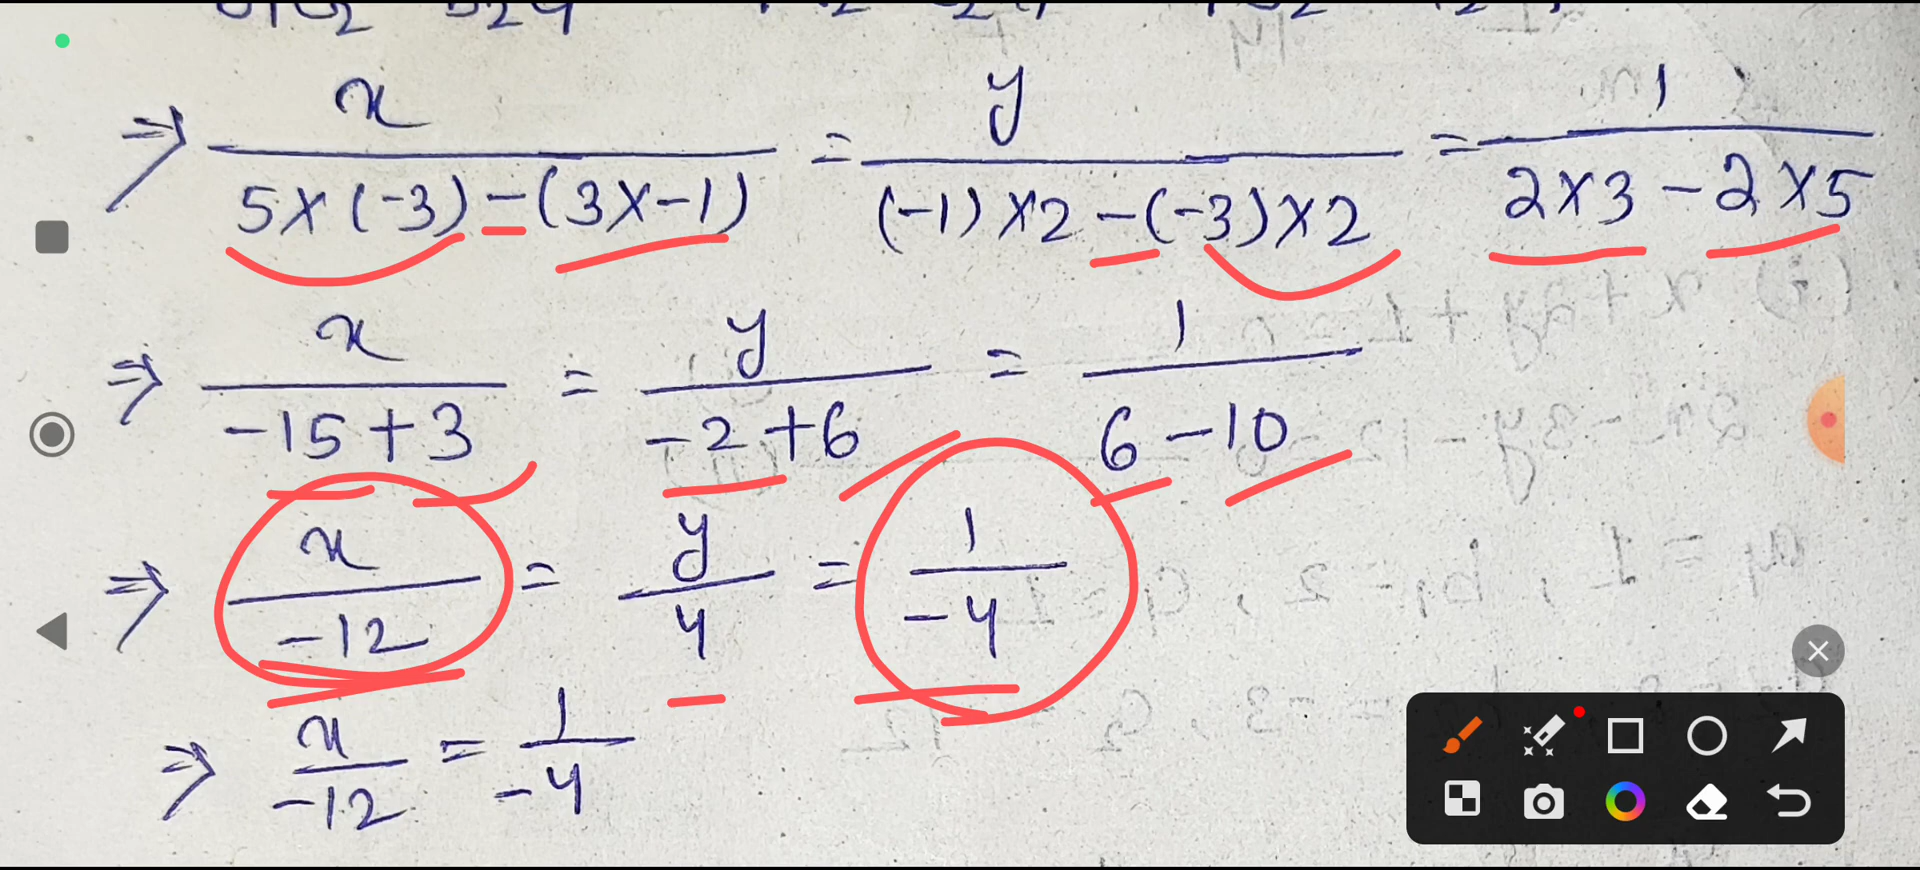 ⇒ x/(5×(-3)-(3×-1)) = y/((-1)×2-(-3)×2) = 1/(2×3-2×5)
⇒ x/(-15+3) = y/(-2+6) = 1/(6-10)
⇒ x/-12 = y/4 = 1/-4
⇒ x/-12 = 1/-4